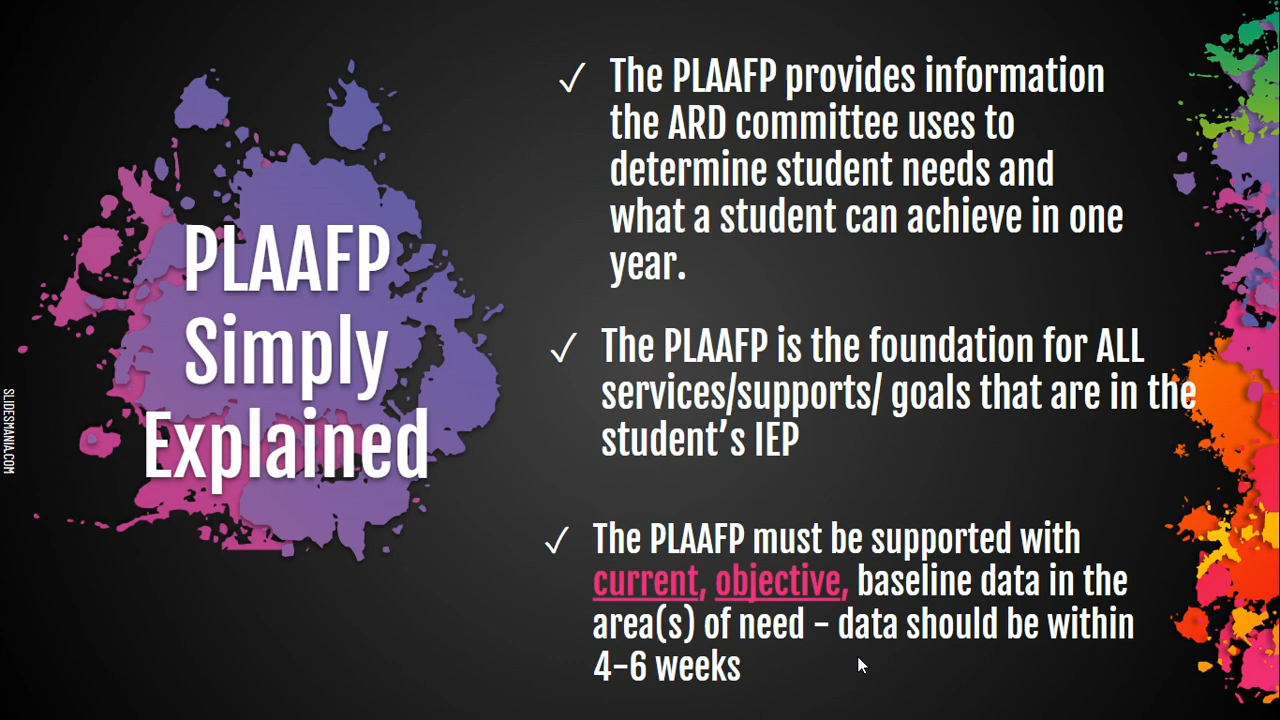 SLIDESMANIA.COM
PLAAFP
Simply
Explained
✓ The PLAAFP provides information
the ARD committee uses to
determine student needs and
what a student can achieve in one
year.
✓ The PLAAFP is the foundation for ALL
services/supports/ goals that are in the
student’s IEP
✓ The PLAAFP must be supported with
current, objective, baseline data in the
area(s) of need – data should be within
4-6 weeks